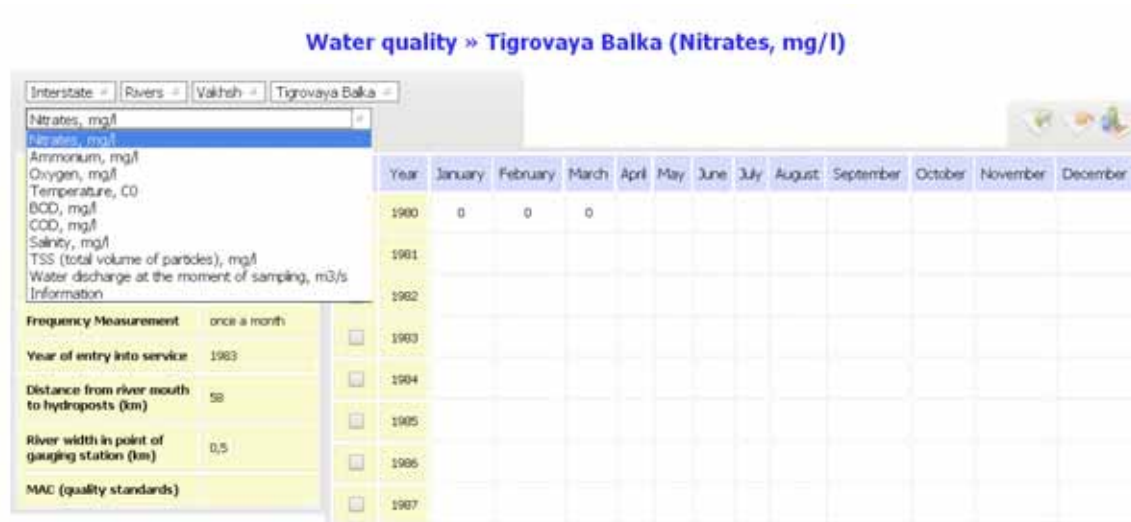 Water quality » Tigrovaya Balka (Nitrates, mg/l)
Interstate Rivers Vakhsh Tigrovaya Balka
Nitrates, mg/l
Nitrates, mg/l
Ammonium, mg/l
Oxygen, mg/l
Temperature, C0
BOD, mg/l
COD, mg/l
Salinity, mg/l
TSS (total volume of particles), mg/l
Water discharge at the moment of sampling, m3/s
Information
Frequency Measurement once a month
Year of entry into service 1983
Distance from river mouth
to hydroposts (km) 58
River width in point of
gauging station (km) 0,5
MAC (quality standards)
Year January February March April May June July August September October November December
1980 0 0 0
1981
1982
1983
1984
1985
1986
1987